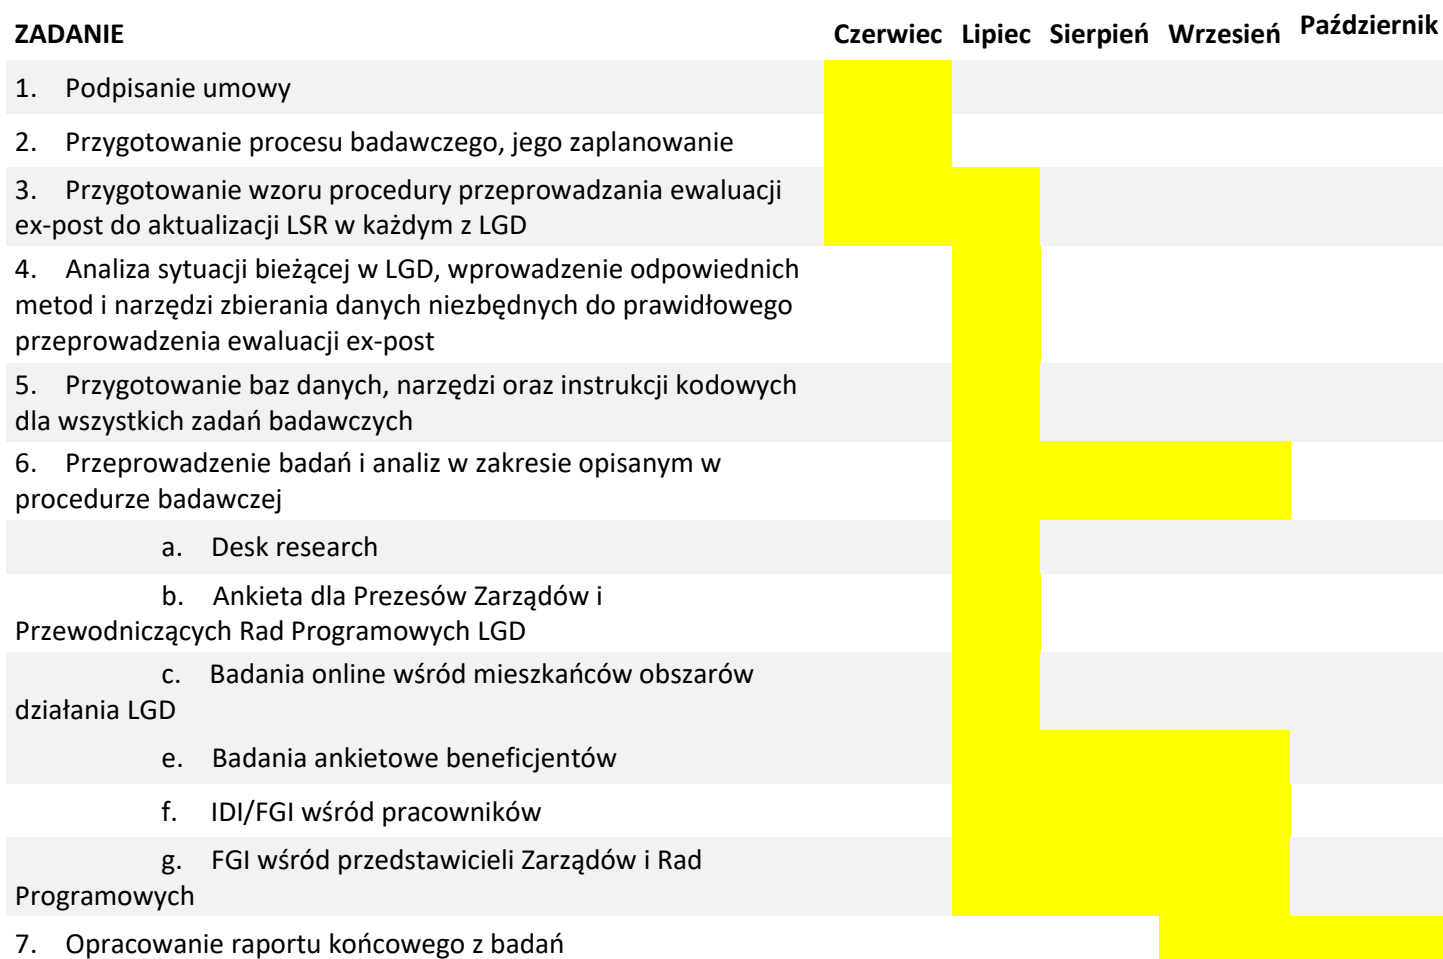 ZADANIE Czerwiec Lipiec Sierpień Wrzesień Październik
1. Podpisanie umowy
2. Przygotowanie procesu badawczego, jego zaplanowanie
3. Przygotowanie wzoru procedury przeprowadzania ewaluacji
ex-post do aktualizacji LSR w każdym z LGD
4. Analiza sytuacji bieżącej w LGD, wprowadzenie odpowiednich
metod i narzędzi zbierania danych niezbędnych do prawidłowego
przeprowadzenia ewaluacji ex-post
5. Przygotowanie baz danych, narzędzi oraz instrukcji kodowych
dla wszystkich zadań badawczych
6. Przeprowadzenie badań i analiz w zakresie opisanym w
procedurze badawczej
a. Desk research
b. Ankieta dla Prezesów Zarządów i
Przewodniczących Rad Programowych LGD
c. Badania online wśród mieszkańców obszarów
działania LGD
e. Badania ankietowe beneficjentów
f. IDI/FGI wśród pracowników
g. FGI wśród przedstawicieli Zarządów i Rad
Programowych
7. Opracowanie raportu końcowego z badań